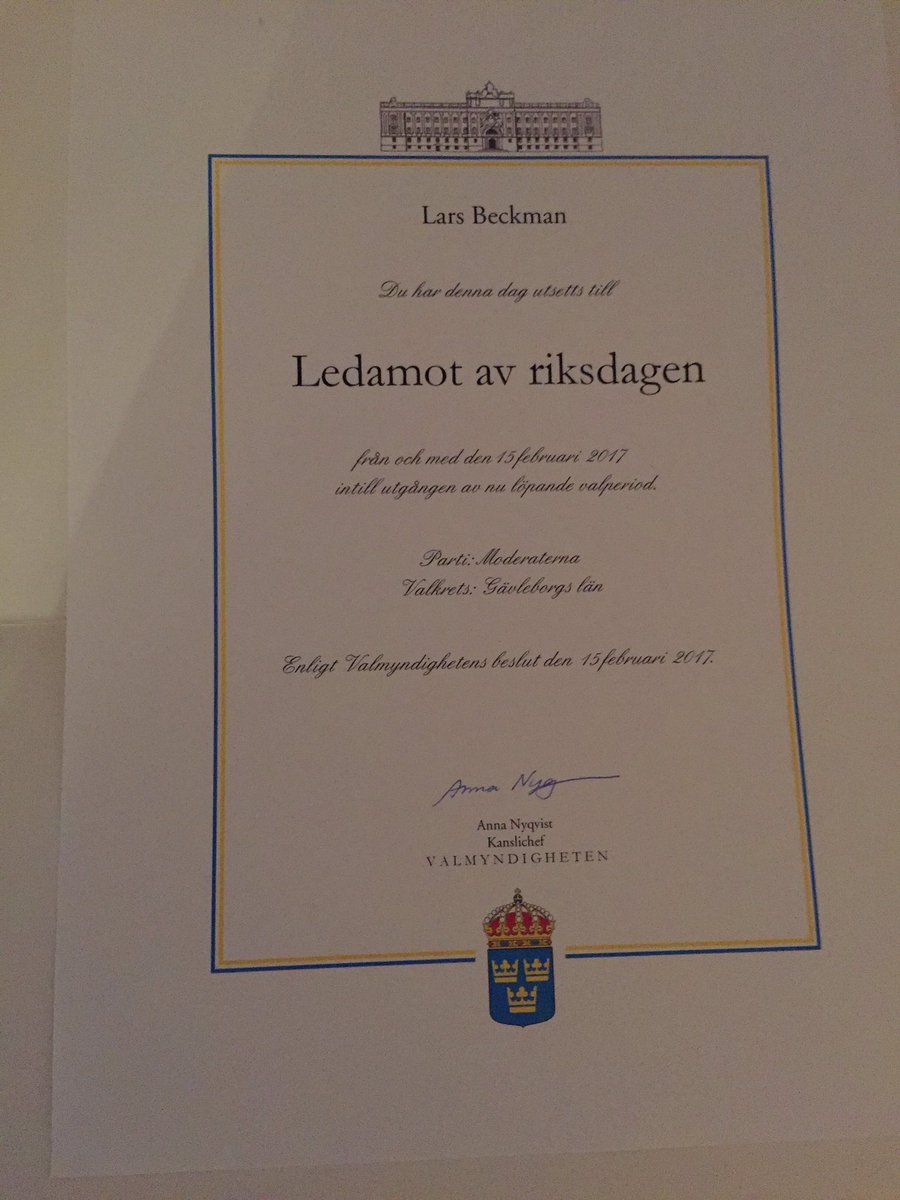 Lars Beckman
Du har denna dag utsetts till
Ledamot av riksdagen
från och med den 15 februari 2017
intill utgången av nu löpande valperiod.
Parti: Moderaterna
Valkrets: Gävleborgs län
Enligt Valmyndighetens beslut den 15 februari 2017.
Anna Nyq
Anna Nyqvist
Kanslichef
VALMYNDIGHETEN